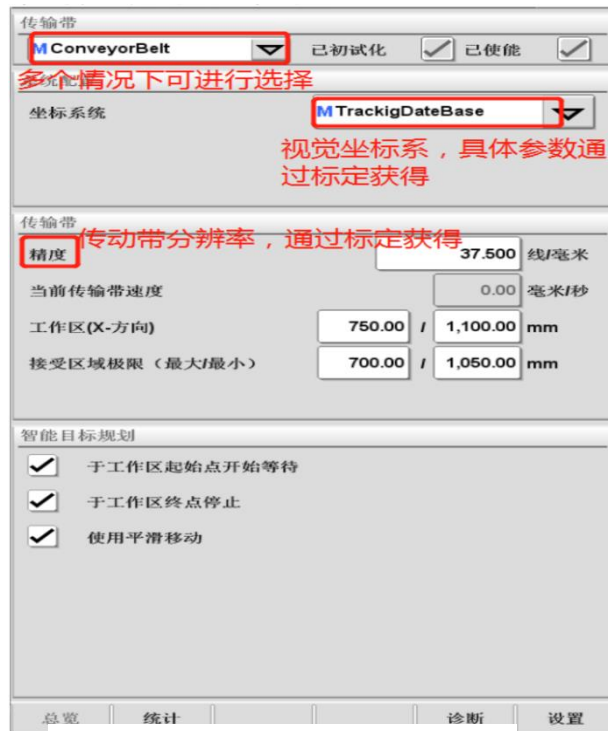 传输带
M ConveyorBelt 已初试化 已使能
多个情况下可进行选择
坐标系统 M TrackigDateBase
视觉坐标系，具体参数通
过标定获得
传输带
传动带分辨率，通过标定获得
精度 37.500 线/毫米
当前传输带速度 0.00 毫米/秒
工作区(X-方向) 750.00 / 1,100.00 mm
接受区域极限（最大/最小） 700.00 / 1,050.00 mm
智能目标规划
于工作区起始点开始等待
于工作区终点停止
使用平滑移动
总览 统计 诊断 设置